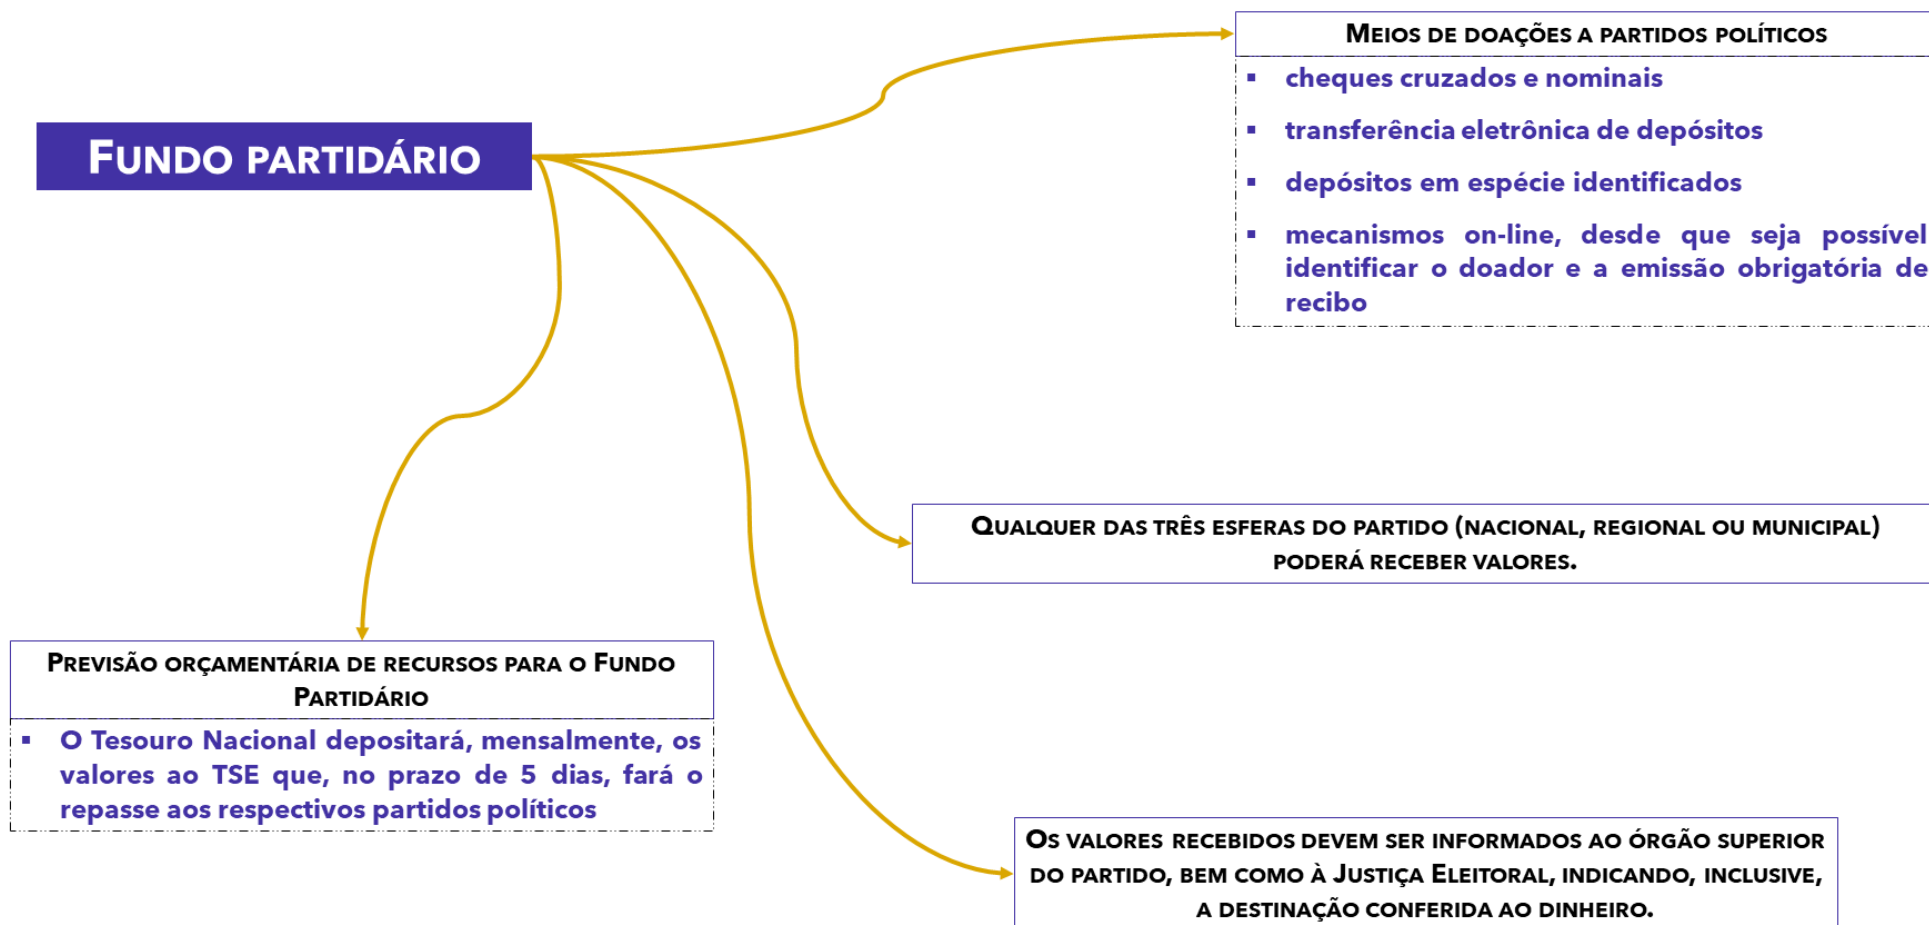 FUNDO PARTIDÁRIO
MEIOS DE DOAÇÕES A PARTIDOS POLÍTICOS
▪ cheques cruzados e nominais
▪ transferência eletrônica de depósitos
▪ depósitos em espécie identificados
▪ mecanismos on-line, desde que seja possível
identificar o doador e a emissão obrigatória de
recibo
QUALQUER DAS TRÊS ESFERAS DO PARTIDO (NACIONAL, REGIONAL OU MUNICIPAL)
PODERÁ RECEBER VALORES.
PREVISÃO ORÇAMENTÁRIA DE RECURSOS PARA O FUNDO
PARTIDÁRIO
▪ O Tesouro Nacional depositará, mensalmente, os
valores ao TSE que, no prazo de 5 dias, fará o
repasse aos respectivos partidos políticos
OS VALORES RECEBIDOS DEVEM SER INFORMADOS AO ÓRGÃO SUPERIOR
DO PARTIDO, BEM COMO À JUSTIÇA ELEITORAL, INDICANDO, INCLUSIVE,
A DESTINAÇÃO CONFERIDA AO DINHEIRO.